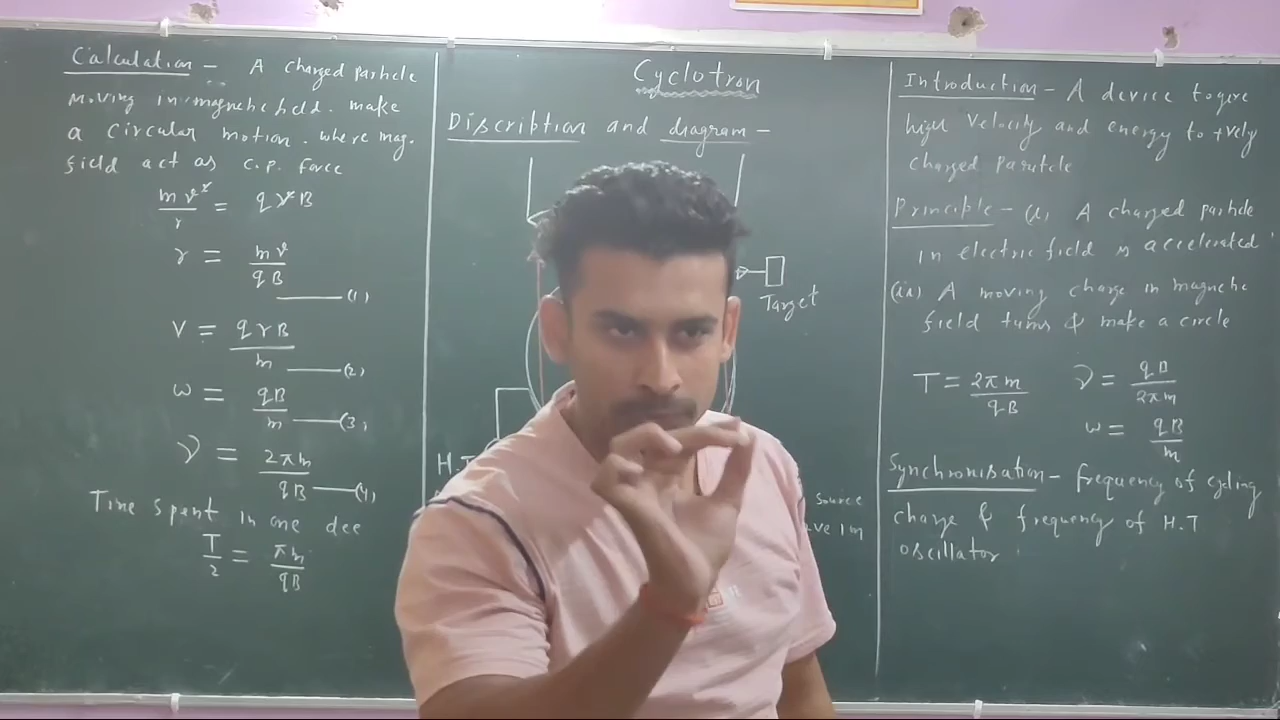 Calculation - A charged particle
moving in magnetic field. make
a circular motion. where mag.
field act as C.P. force
mv²/r = qvB
r = mv/qB —(1)
v = qrB/m —(2)
w = qB/m —(3)
ν = 2πm/qB —(4)
Time spent in one dee
T/2 = πm/qB
Cyclotron
Discribtion and diagram -
Target
H.T
source
Introduction - A device to give
high velocity and energy to +vely
charged particle
Principle - (i) A charged particle
in electric field is accelerated
(ii) A moving charge in magnetic
field turns & make a circle
T = 2πm/qB ν = qB/2πm
w = qB/m
Synchronisation - frequency of cycling
charge & frequency of H.T
oscillator